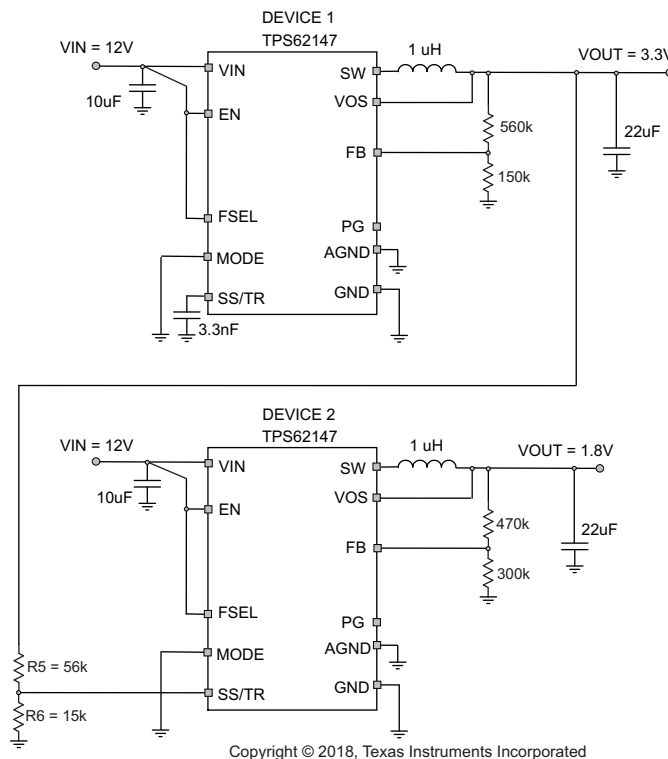 DEVICE 1
TPS62147
VIN = 12V
VIN
SW
1 uH
VOUT = 3.3V
10uF
EN
VOS
560k
22uF
FB
150k
FSEL
PG
MODE
AGND
SS/TR
GND
3.3nF
DEVICE 2
TPS62147
VIN = 12V
VIN
SW
1 uH
VOUT = 1.8V
10uF
EN
VOS
470k
22uF
FB
300k
FSEL
PG
MODE
AGND
R5 = 56k
SS/TR
GND
R6 = 15k
Copyright © 2018, Texas Instruments Incorporated